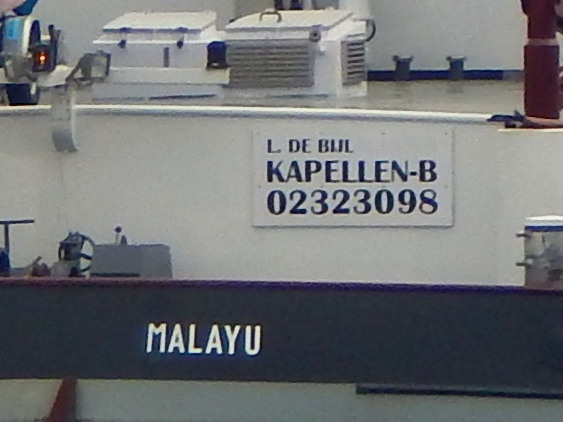 L. DE BIJL
KAPELLEN-B
02323098
MALAYU